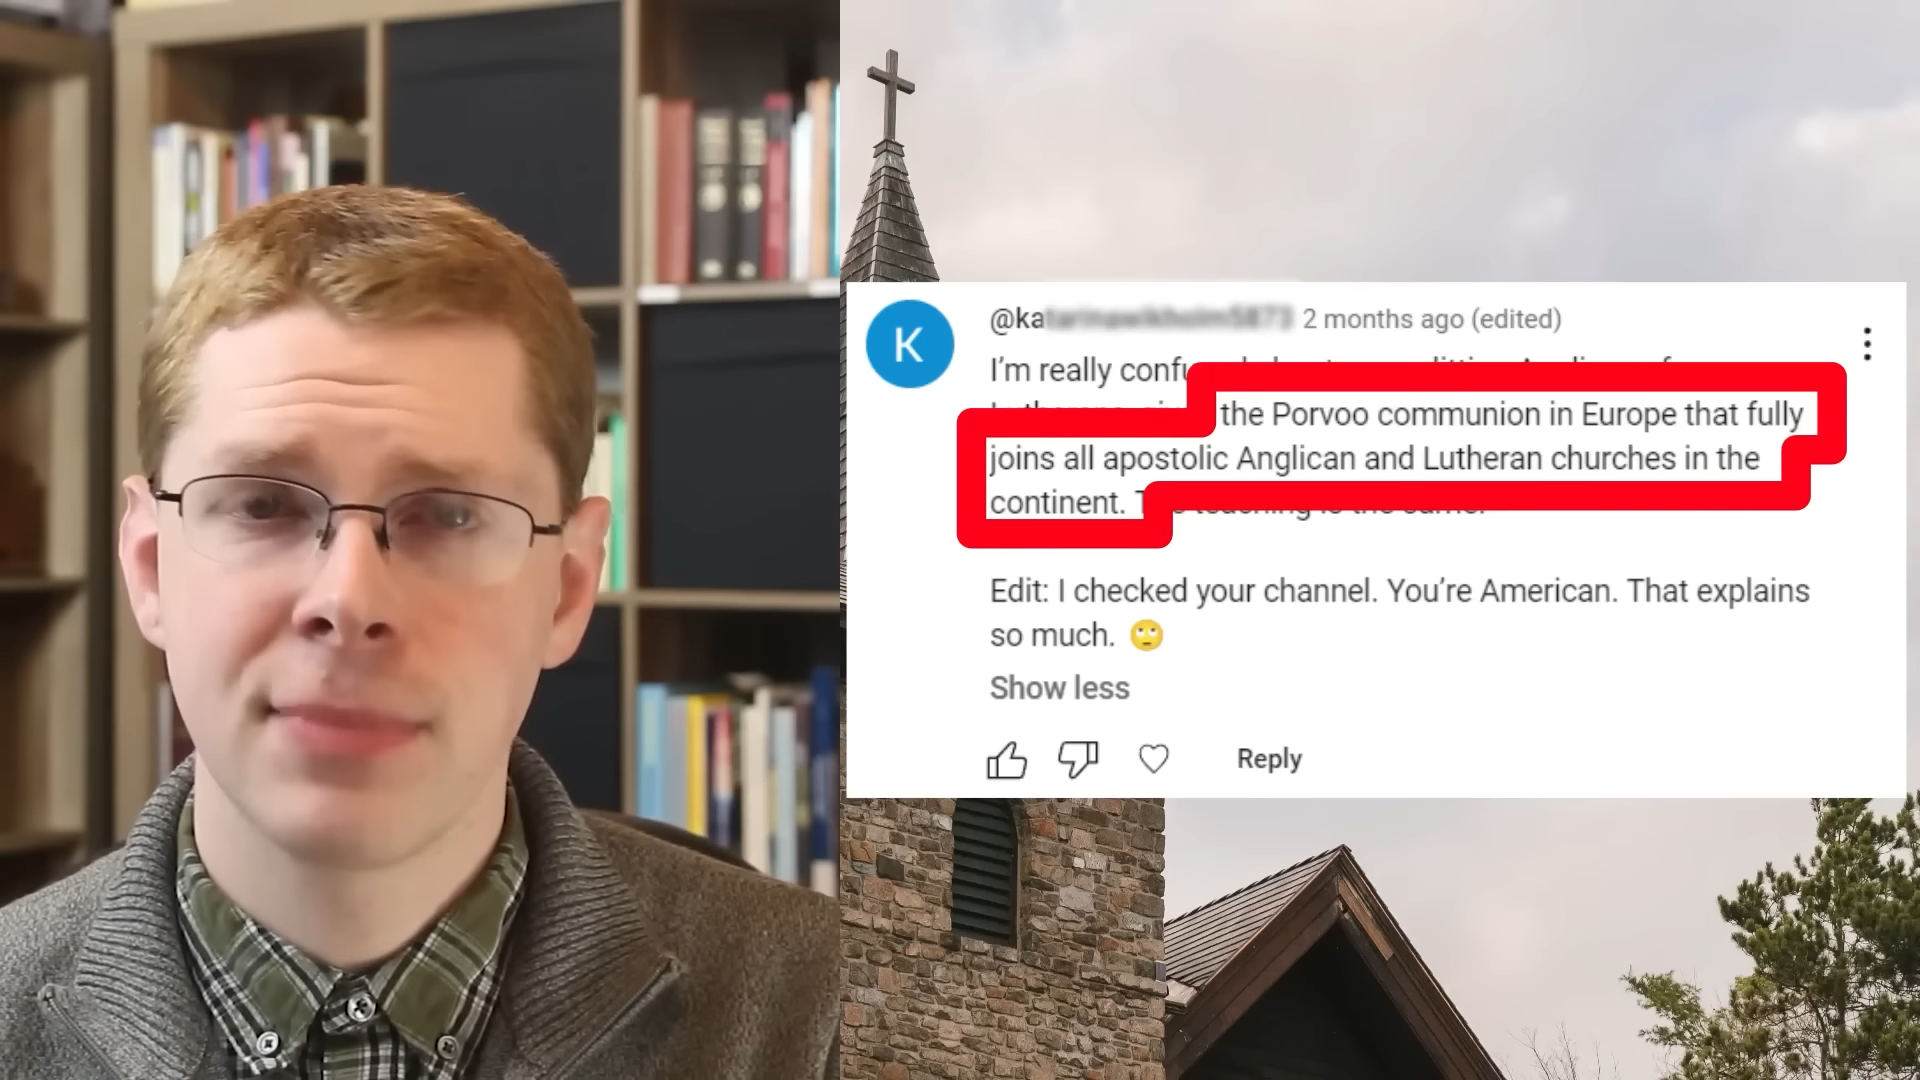 @ka 2 months ago (edited)
I'm really confu
the Porvoo communion in Europe that fully
joins all apostolic Anglican and Lutheran churches in the
continent. T
Edit: I checked your channel. You're American. That explains
so much. 🙄
Show less
Reply
K